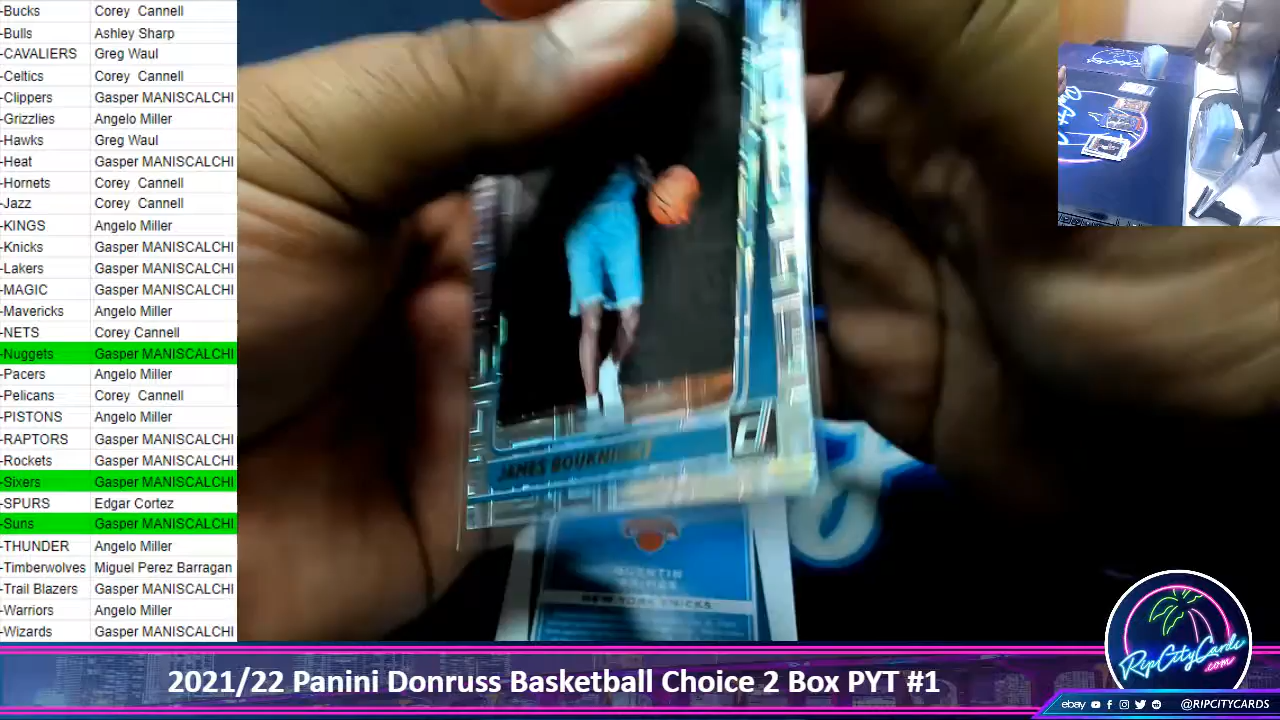 -Bucks Corey Cannell
-Bulls Ashley Sharp
-CAVALIERS Greg Waul
-Celtics Corey Cannell
-Clippers Gasper MANISCALCHI
-Grizzlies Angelo Miller
-Hawks Greg Waul
-Heat Gasper MANISCALCHI
-Hornets Corey Cannell
-Jazz Corey Cannell
-KINGS Angelo Miller
-Knicks Gasper MANISCALCHI
-Lakers Gasper MANISCALCHI
-MAGIC Gasper MANISCALCHI
-Mavericks Angelo Miller
-NETS Corey Cannell
-Nuggets Gasper MANISCALCHI
-Pacers Angelo Miller
-Pelicans Corey Cannell
-PISTONS Angelo Miller
-RAPTORS Gasper MANISCALCHI
-Rockets Gasper MANISCALCHI
-Sixers Gasper MANISCALCHI
-SPURS Edgar Cortez
-Suns Gasper MANISCALCHI
-THUNDER Angelo Miller
-Timberwolves Miguel Perez Barragan
-Trail Blazers Gasper MANISCALCHI
-Warriors Angelo Miller
-Wizards Gasper MANISCALCHI
JAMES BOUKNIGHT
QUENTIN
GRIMES
NEW YORK KNICKS
2021/22 Panini Donruss Basketball Choice 2 Box PYT #1
RipCityCards
.com
ebay @RIPCITYCARDS